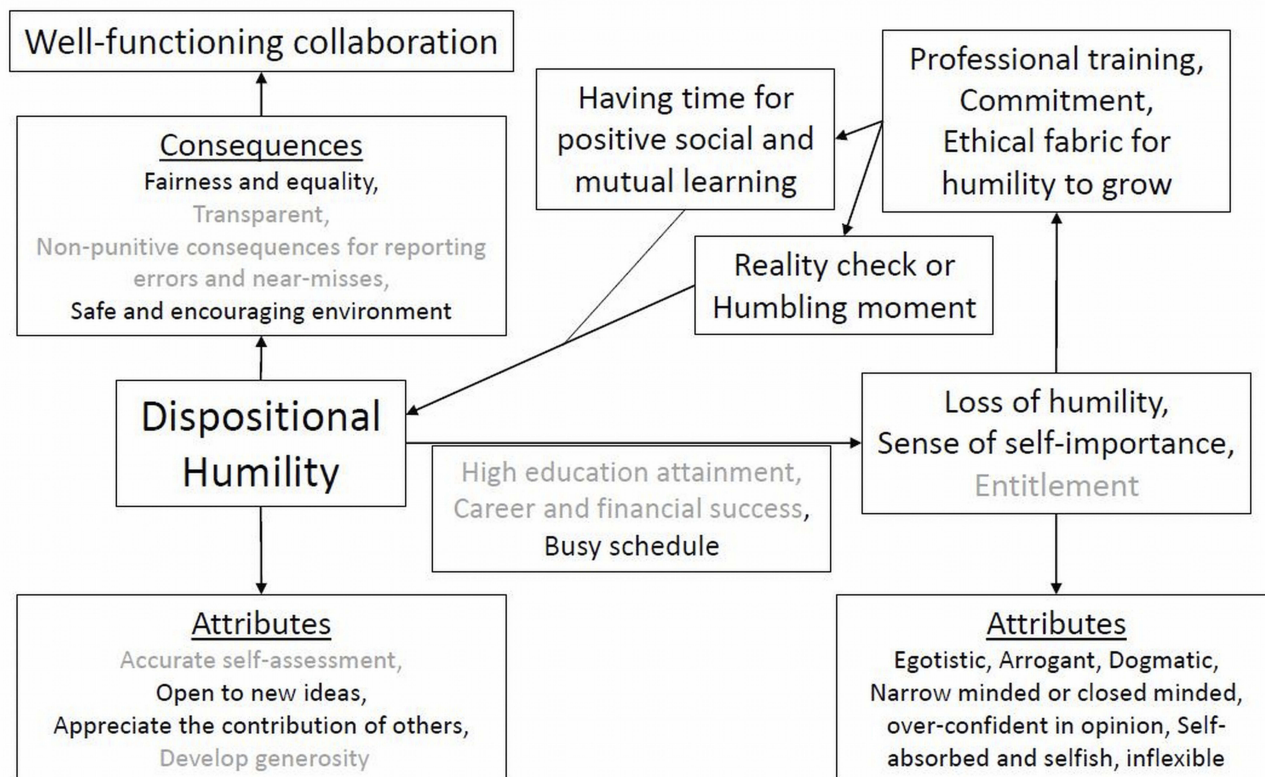 Well-functioning collaboration
Consequences
Fairness and equality,
Transparent,
Non-punitive consequences for reporting
errors and near-misses,
Safe and encouraging environment
Having time for
positive social and
mutual learning
Professional training,
Commitment,
Ethical fabric for
humility to grow
Reality check or
Humbling moment
Dispositional
Humility
High education attainment,
Career and financial success,
Busy schedule
Loss of humility,
Sense of self-importance,
Entitlement
Attributes
Accurate self-assessment,
Open to new ideas,
Appreciate the contribution of others,
Develop generosity
Attributes
Egotistic, Arrogant, Dogmatic,
Narrow minded or closed minded,
over-confident in opinion, Self-
absorbed and selfish, inflexible